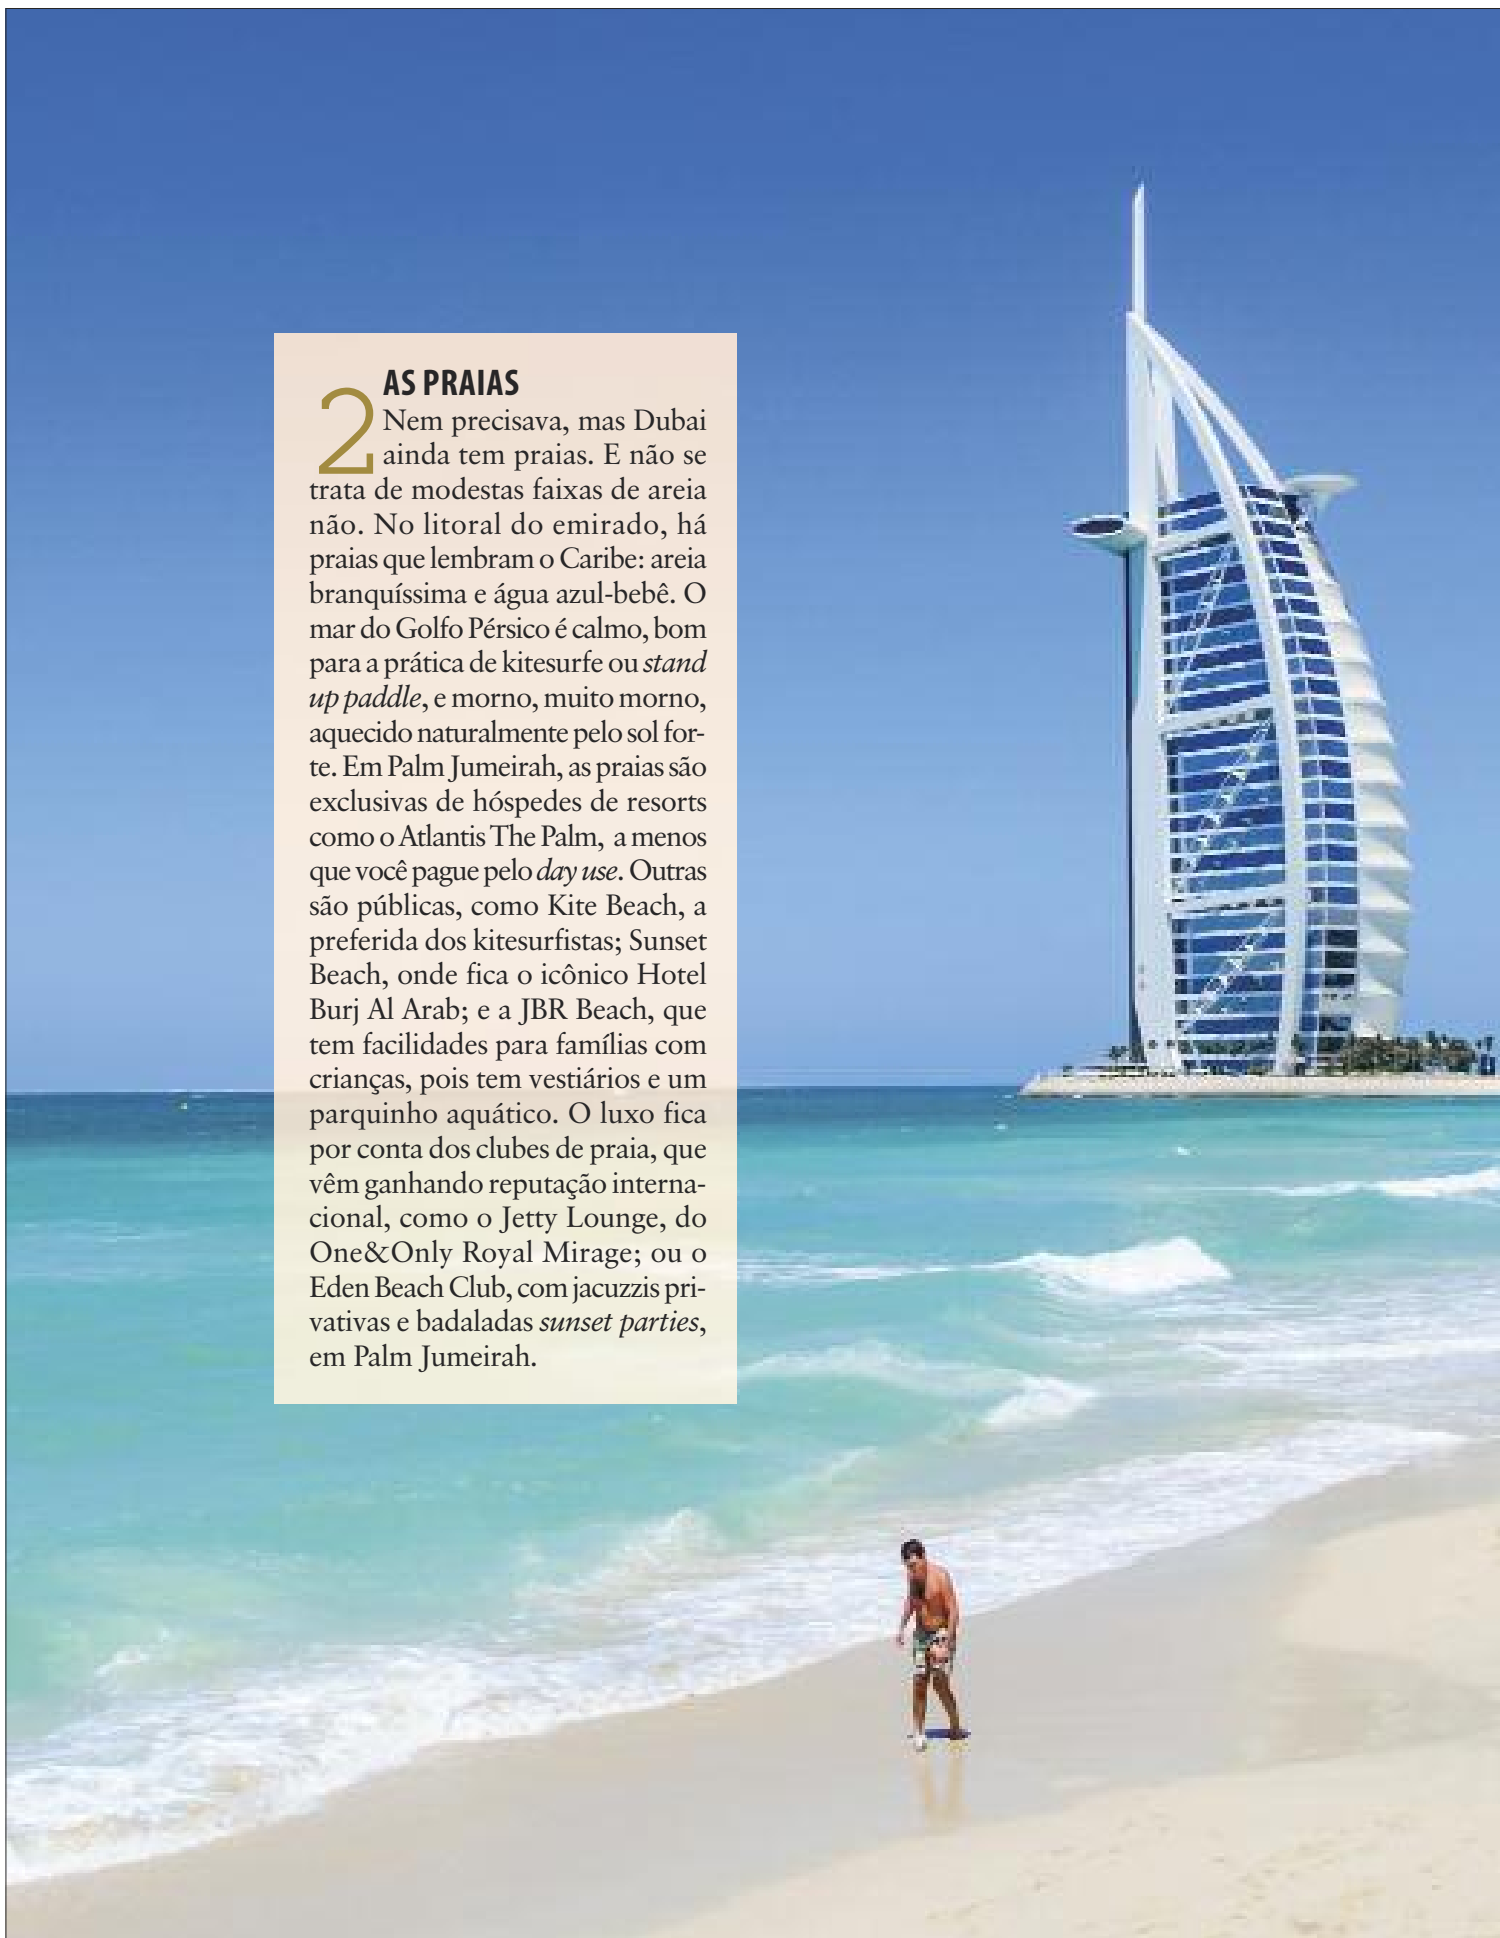 2
AS PRAIAS
Nem precisava, mas Dubai
ainda tem praias. E não se
trata de modestas faixas de areia
não. No litoral do emirado, há
praias que lembram o Caribe: areia
branquíssima e água azul-bebê. O
mar do Golfo Pérsico é calmo, bom
para a prática de kitesurfe ou stand
up paddle, e morno, muito morno,
aquecido naturalmente pelo sol for-
te. Em Palm Jumeirah, as praias são
exclusivas de hóspedes de resorts
como o Atlantis The Palm, a menos
que você pague pelo day use. Outras
são públicas, como Kite Beach, a
preferida dos kitesurfistas; Sunset
Beach, onde fica o icônico Hotel
Burj Al Arab; e a JBR Beach, que
tem facilidades para famílias com
crianças, pois tem vestiários e um
parquinho aquático. O luxo fica
por conta dos clubes de praia, que
vêm ganhando reputação interna-
cional, como o Jetty Lounge, do
One&Only Royal Mirage; ou o
Eden Beach Club, com jacuzzis pri-
vativas e badaladas sunset parties,
em Palm Jumeirah.